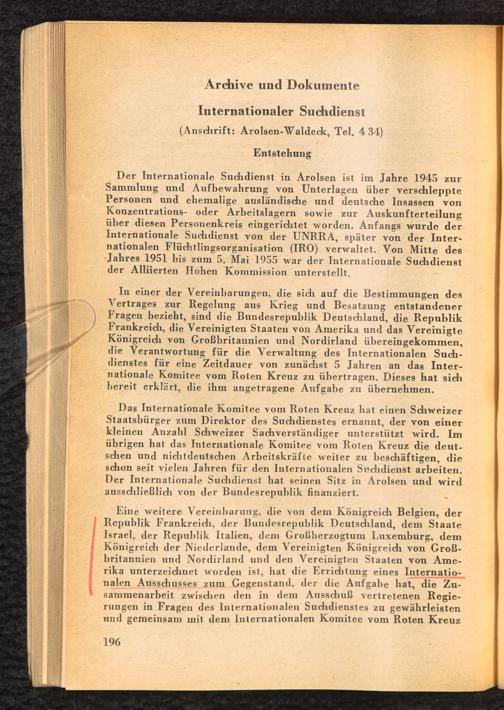 Archive und Dokumente
Internationaler Suchdienst
(Anschrift: Arolsen-Waldeck, Tel. 4 34)
Entstehung
Der Internationale Suchdienst in Arolsen ist im Jahre 1945 zur
Sammlung und Aufbewahrung von Unterlagen über verschleppte
Personen und ehemalige ausländische und deutsche Insassen von
Konzentrations- oder Arbeitslagern sowie zur Auskunfterteilung
über diesen Personenkreis eingerichtet worden. Anfangs wurde der
Internationale Suchdienst von der UNRRA, später von der Inter-
nationalen Flüchtlingsorganisation (IRO) verwaltet. Von Mitte des
Jahres 1951 bis zum 5. Mai 1955 war der Internationale Suchdienst
der Alliierten Hohen Kommission unterstellt.
In einer der Vereinbarungen, die sich auf die Bestimmungen des
Vertrages zur Regelung aus Krieg und Besatzung entstandener
Fragen bezieht, sind die Bundesrepublik Deutschland, die Republik
Frankreich, die Vereinigten Staaten von Amerika und das Vereinigte
Königreich von Großbritannien und Nordirland übereingekommen,
die Verantwortung für die Verwaltung des Internationalen Such-
dienstes für eine Zeitdauer von zunächst 5 Jahren an das Inter-
nationale Komitee vom Roten Kreuz zu übertragen. Dieses hat sich
bereit erklärt, die ihm angetragene Aufgabe zu übernehmen.
Das Internationale Komitee vom Roten Kreuz hat einen Schweizer
Staatsbürger zum Direktor des Suchdienstes ernannt, der von einer
kleinen Anzahl Schweizer Sachverständiger unterstützt wird. Im
übrigen hat das Internationale Komitee vom Roten Kreuz die deut-
schen und nichtdeutschen Arbeitskräfte weiter zu beschäftigen, die
schon seit vielen Jahren für den Internationalen Suchdienst arbeiten.
Der Internationale Suchdienst hat seinen Sitz in Arolsen und wird
ausschließlich von der Bundesrepublik finanziert.
Eine weitere Vereinbarung, die von dem Königreich Belgien, der
Republik Frankreich, der Bundesrepublik Deutschland, dem Staate
Israel, der Republik Italien, dem Großherzogtum Luxemburg, dem
Königreich der Niederlande, dem Vereinigten Königreich von Groß-
britannien und Nordirland und den Vereinigten Staaten von Ame-
rika unterzeichnet worden ist, hat die Errichtung eines Internatio-
nalen Ausschusses zum Gegenstand, der die Aufgabe hat, die Zu-
sammenarbeit zwischen den in dem Ausschuß vertretenen Regie-
rungen in Fragen des Internationalen Suchdienstes zu gewährleisten
und gemeinsam mit dem Internationalen Komitee vom Roten Kreuz
196